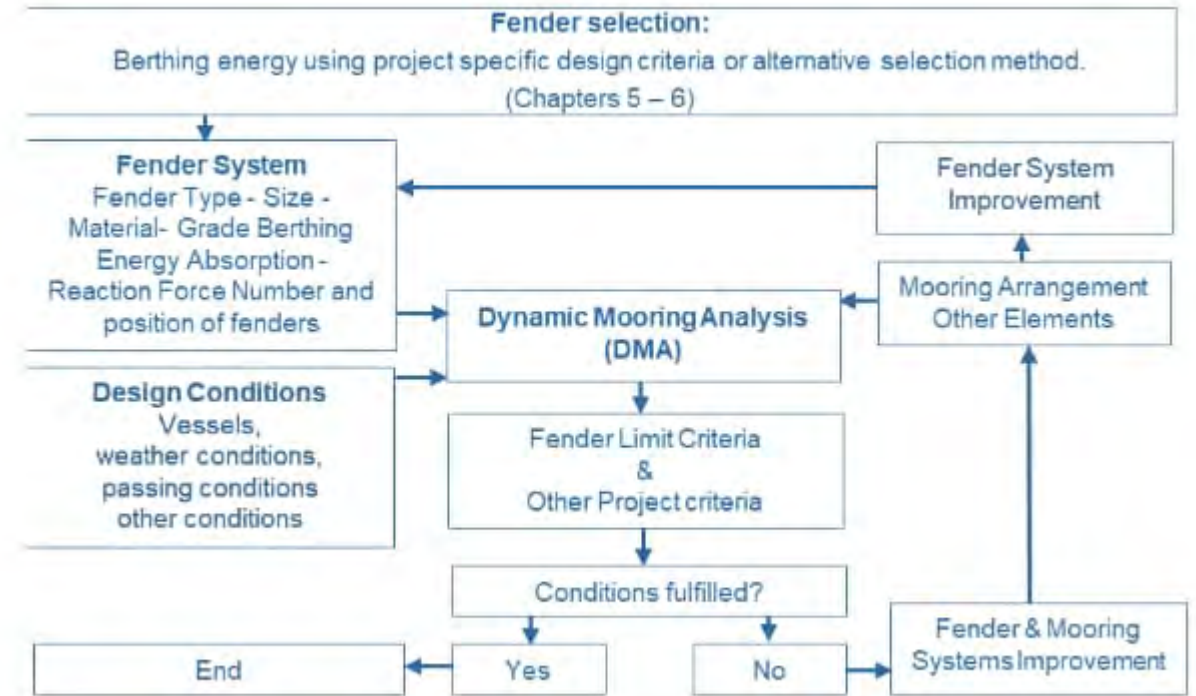 Fender selection:
Berthing energy using project specific design criteria or alternative selection method.
(Chapters 5 – 6)
Fender System
Fender Type - Size -
Material- Grade Berthing
Energy Absorption -
Reaction Force Number and
position of fenders
Fender System
Improvement
Mooring Arrangement
Other Elements
Dynamic Mooring Analysis
(DMA)
Design Conditions
Vessels,
weather conditions,
passing conditions
other conditions
Fender Limit Criteria
&
Other Project criteria
Conditions fulfilled?
Fender & Mooring
Systems Improvement
End
Yes
No